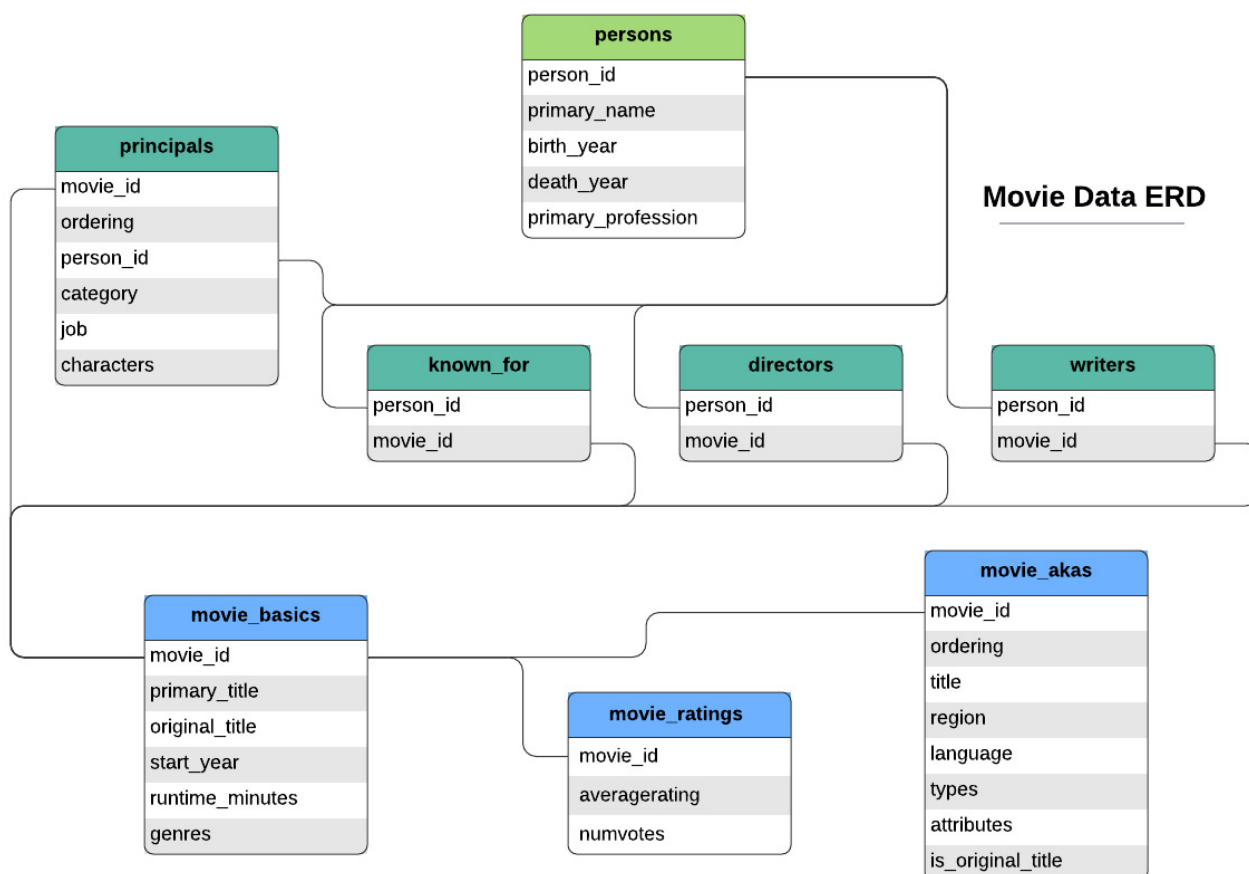 persons
person_id
primary_name
birth_year
death_year
primary_profession
principals
movie_id
ordering
person_id
category
job
characters
Movie Data ERD
known_for
person_id
movie_id
directors
person_id
movie_id
writers
person_id
movie_id
movie_basics
movie_id
primary_title
original_title
start_year
runtime_minutes
genres
movie_ratings
movie_id
averagerating
numvotes
movie_akas
movie_id
ordering
title
region
language
types
attributes
is_original_title